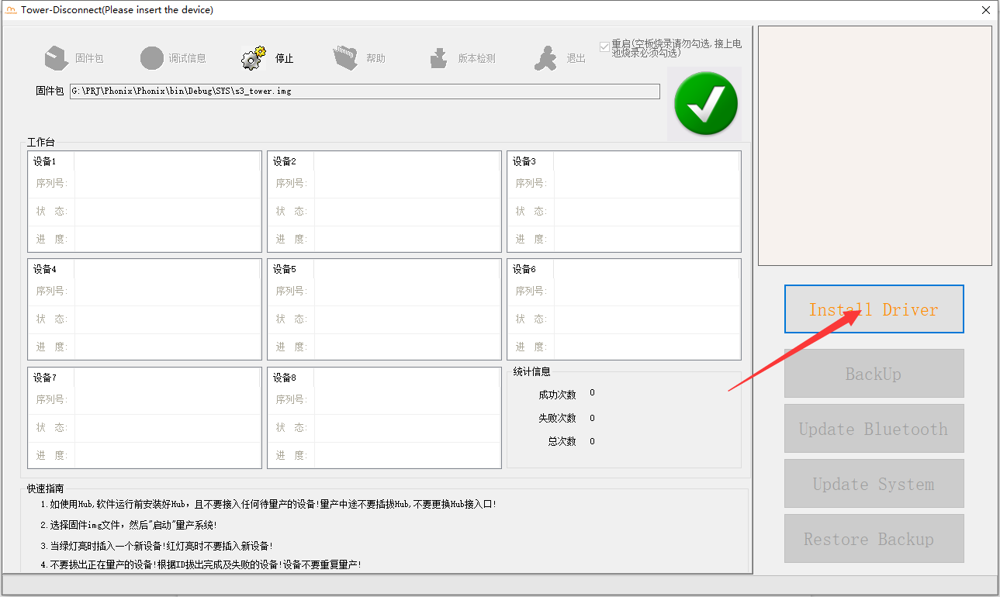 Tower-Disconnect(Please insert the device)
固件包
调试信息
停止
帮助
版本检测
退出
重启(空板烧录请勿勾选,接上电
池烧录必须勾选)
固件包
G:\PRJ\Phonix\Phonix\bin\Debug\SYS\s3_tower.img
工作台
设备1
序列号:
状 态:
进 度:
设备2
序列号:
状 态:
进 度:
设备3
序列号:
状 态:
进 度:
设备4
序列号:
状 态:
进 度:
设备5
序列号:
状 态:
进 度:
设备6
序列号:
状 态:
进 度:
设备7
序列号:
状 态:
进 度:
设备8
序列号:
状 态:
进 度:
统计信息
成功次数 0
失败次数 0
总次数 0
快速指南
1.如使用Hub,软件运行前安装好Hub，且不要接入任何待量产的设备!量产中途不要插拔Hub,不要更换Hub接入口!
2.选择固件img文件，然后"启动"量产系统!
3.当绿灯亮时插入一个新设备!红灯亮时不要插入新设备!
4.不要拔出正在量产的设备!根据ID拔出完成及失败的设备!设备不要重复量产!
Install Driver
BackUp
Update Bluetooth
Update System
Restore Backup